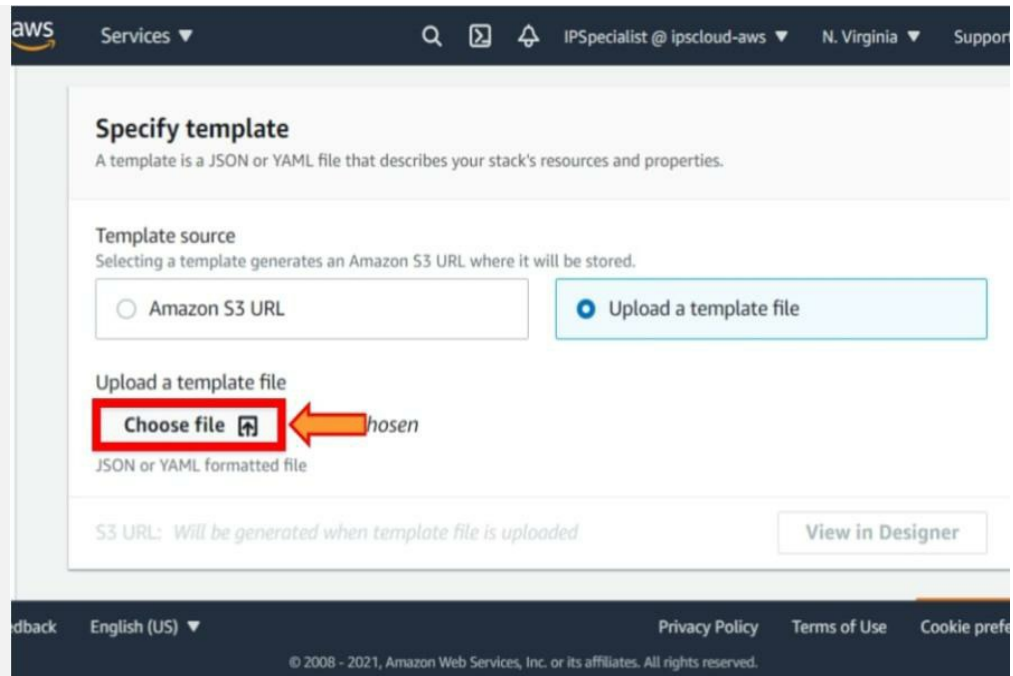 aws Services IPSpecialist @ ipscloud-aws N. Virginia Support
Specify template
A template is a JSON or YAML file that describes your stack's resources and properties.
Template source
Selecting a template generates an Amazon S3 URL where it will be stored.
Amazon S3 URL Upload a template file
Upload a template file
Choose file hosen
JSON or YAML formatted file
S3 URL: Will be generated when template file is uploaded View in Designer
edback English (US) Privacy Policy Terms of Use Cookie prefe
© 2008 - 2021, Amazon Web Services, Inc. or its affiliates. All rights reserved.